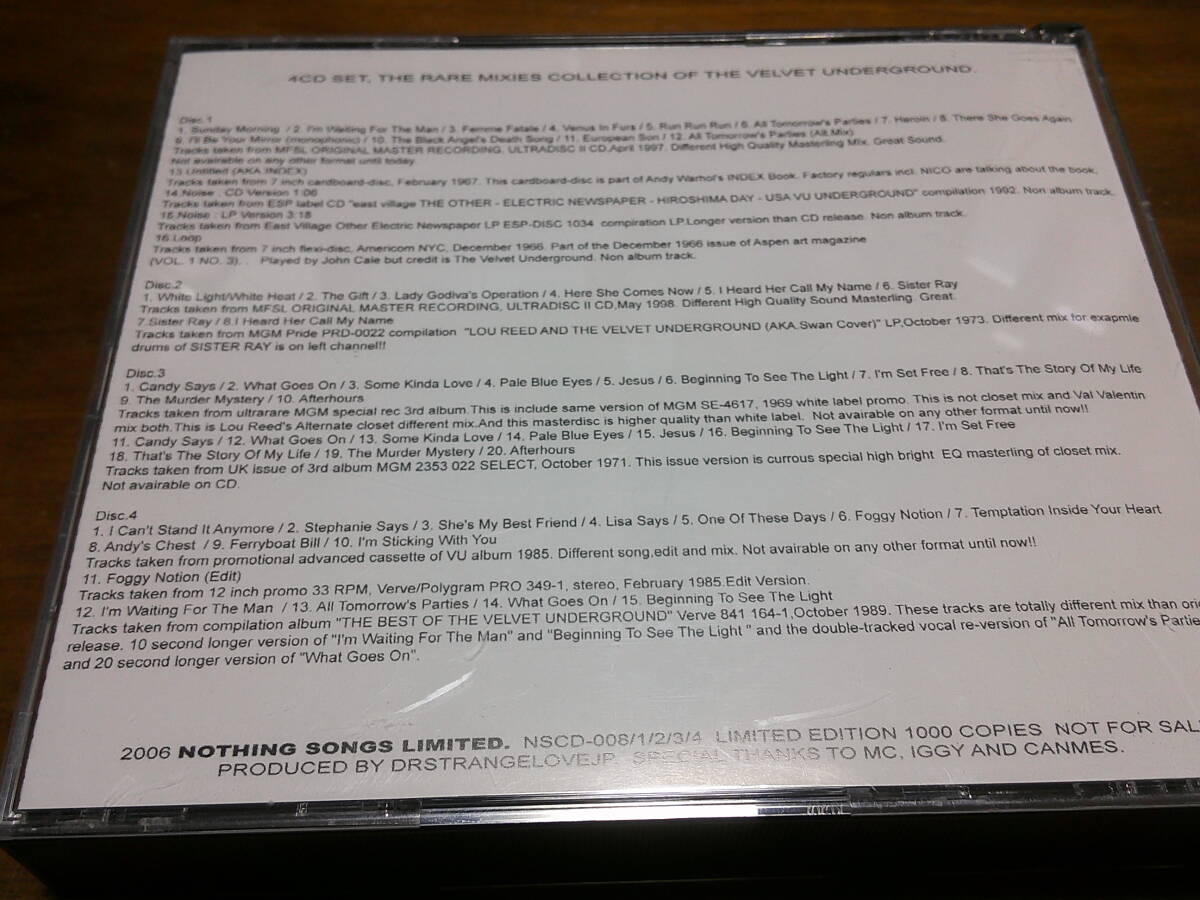 4CD SET, THE RARE MIXIES COLLECTION OF THE VELVET UNDERGROUND.
Disc.1
1. Sunday Morning / 2. I'm Waiting For The Man / 3. Femme Fatale / 4. Venus In Furs / 5. Run Run Run / 6. All Tomorrow's Parties / 7. Heroin / 8. There She Goes Again
9. I'll Be Your Mirror (monophonic) / 10. The Black Angel's Death Song / 11. European Son / 12. All Tomorrow's Parties (Alt.Mix)
Tracks taken from MFSL ORIGINAL MASTER RECORDING, ULTRADISC II CD,April 1997. Different High Quality Masterling Mix. Great Sound.
Not avairable on any other format until today.
13.Untitled (AKA.INDEX)
Tracks taken from 7 inch cardboard-disc, February 1967. This cardboard-disc is part of Andy Warhol's INDEX Book. Factory regulars incl. NICO are talking about the book.
14.Noise : CD Version 1:06
Tracks taken from ESP label CD "east village THE OTHER - ELECTRIC NEWSPAPER - HIROSHIMA DAY - USA VU UNDERGROUND" compilation 1992. Non album track.
15.Noise : LP Version 3:18
Tracks taken from East Village Other Electric Newspaper LP ESP-DISC 1034 compiration LP.Longer version than CD release. Non album track.
16.Loop
Tracks taken from 7 inch flexi-disc, Americom NYC, December 1966. Part of the December 1966 issue of Aspen art magazine
(VOL. 1 NO. 3). . Played by John Cale but credit is The Velvet Underground. Non album track.
Disc.2
1. White Light/White Heat / 2. The Gift / 3. Lady Godiva's Operation / 4. Here She Comes Now / 5. I Heard Her Call My Name / 6. Sister Ray
Tracks taken from MFSL ORIGINAL MASTER RECORDING, ULTRADISC II CD,May 1998. Different High Quality Sound Masterling. Great.
7.Sister Ray / 8.I Heard Her Call My Name
Tracks taken from MGM Pride PRD-0022 compilation "LOU REED AND THE VELVET UNDERGROUND (AKA.Swan Cover)" LP,October 1973. Different mix for exapmle
drums of SISTER RAY is on left channel!!
Disc.3
1. Candy Says / 2. What Goes On / 3. Some Kinda Love / 4. Pale Blue Eyes / 5. Jesus / 6. Beginning To See The Light / 7. I'm Set Free / 8. That's The Story Of My Life
9. The Murder Mystery / 10. Afterhours
Tracks taken from ultrarare MGM special rec 3rd album.This is include same version of MGM SE-4617, 1969 white label promo. This is not closet mix and Val Valentin
mix both.This is Lou Reed's Alternate closet different mix.And this masterdisc is higher quality than white label. Not avairable on any other format until now!!
11. Candy Says / 12. What Goes On / 13. Some Kinda Love / 14. Pale Blue Eyes / 15. Jesus / 16. Beginning To See The Light / 17. I'm Set Free
18. That's The Story Of My Life / 19. The Murder Mystery / 20. Afterhours
Tracks taken from UK issue of 3rd album MGM 2353 022 SELECT, October 1971. This issue version is currous special high bright EQ masterling of closet mix.
Not avairable on CD.
Disc.4
1. I Can't Stand It Anymore / 2. Stephanie Says / 3. She's My Best Friend / 4. Lisa Says / 5. One Of These Days / 6. Foggy Notion / 7. Temptation Inside Your Heart
8. Andy's Chest / 9. Ferryboat Bill / 10. I'm Sticking With You
Tracks taken from promotional advanced cassette of VU album 1985. Different song,edit and mix. Not avairable on any other format until now!!
11. Foggy Notion (Edit)
Tracks taken from 12 inch promo 33 RPM, Verve/Polygram PRO 349-1, stereo, February 1985.Edit Version.
12. I'm Waiting For The Man / 13. All Tomorrow's Parties / 14. What Goes On / 15. Beginning To See The Light
Tracks taken from compilation album "THE BEST OF THE VELVET UNDERGROUND" Verve 841 164-1,October 1989. These tracks are totally different mix than ori
release. 10 second longer version of "I'm Waiting For The Man" and "Beginning To See The Light " and the double-tracked vocal re-version of "All Tomorrow's Partie
and 20 second longer version of "What Goes On".
2006 NOTHING SONGS LIMITED. NSCD-008/1/2/3/4 LIMITED EDITION 1000 COPIES NOT FOR SAL
PRODUCED BY DRSTRANGELOVEJP. SPECIAL THANKS TO MC, IGGY AND CANMES.